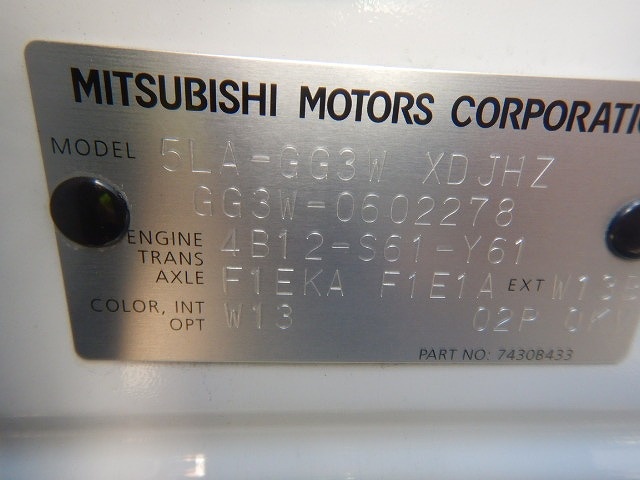 MITSUBISHI MOTORS CORPORATI
MODEL 5LA-GG3W XDJHZ
GG3W-0602278
ENGINE 4B12-S61-Y61
TRANS
AXLE F1EKA F1E1A EXT W13B
COLOR, INT W13
OPT 02P
PART NO: 7430B433